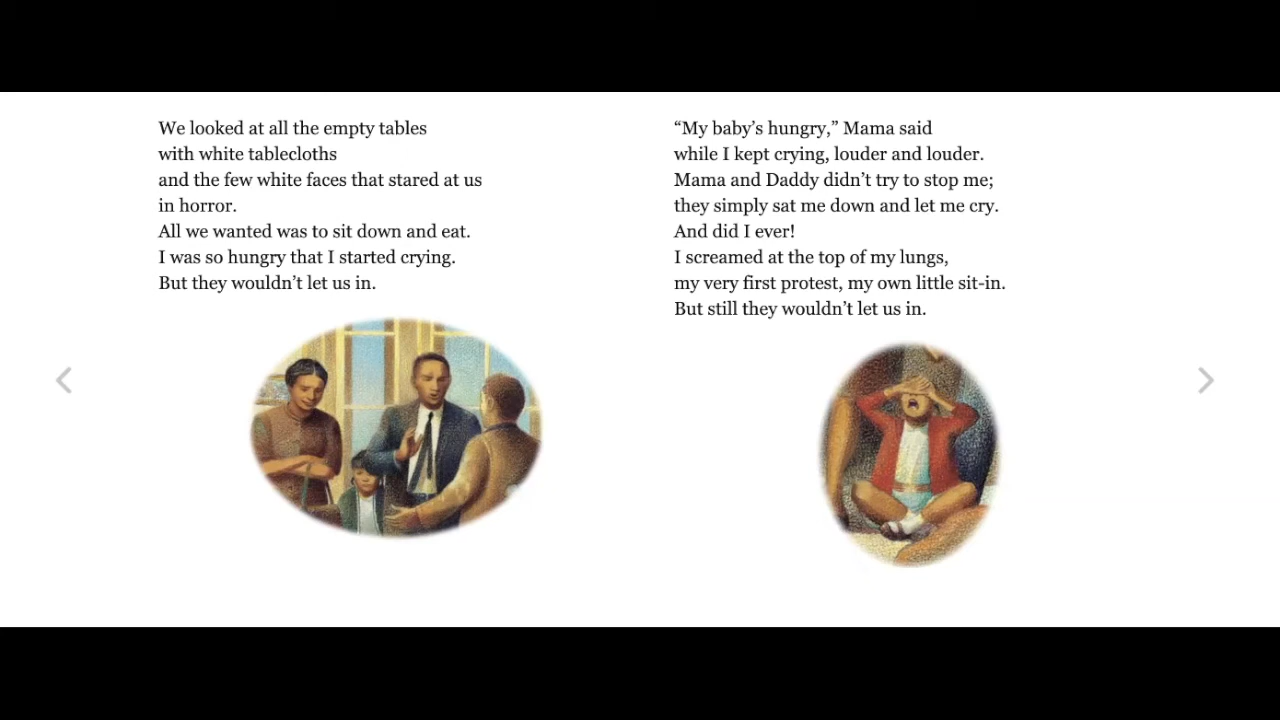 We looked at all the empty tables
with white tablecloths
and the few white faces that stared at us
in horror.
All we wanted was to sit down and eat.
I was so hungry that I started crying.
But they wouldn’t let us in.
“My baby’s hungry,” Mama said
while I kept crying, louder and louder.
Mama and Daddy didn’t try to stop me;
they simply sat me down and let me cry.
And did I ever!
I screamed at the top of my lungs,
my very first protest, my own little sit-in.
But still they wouldn’t let us in.